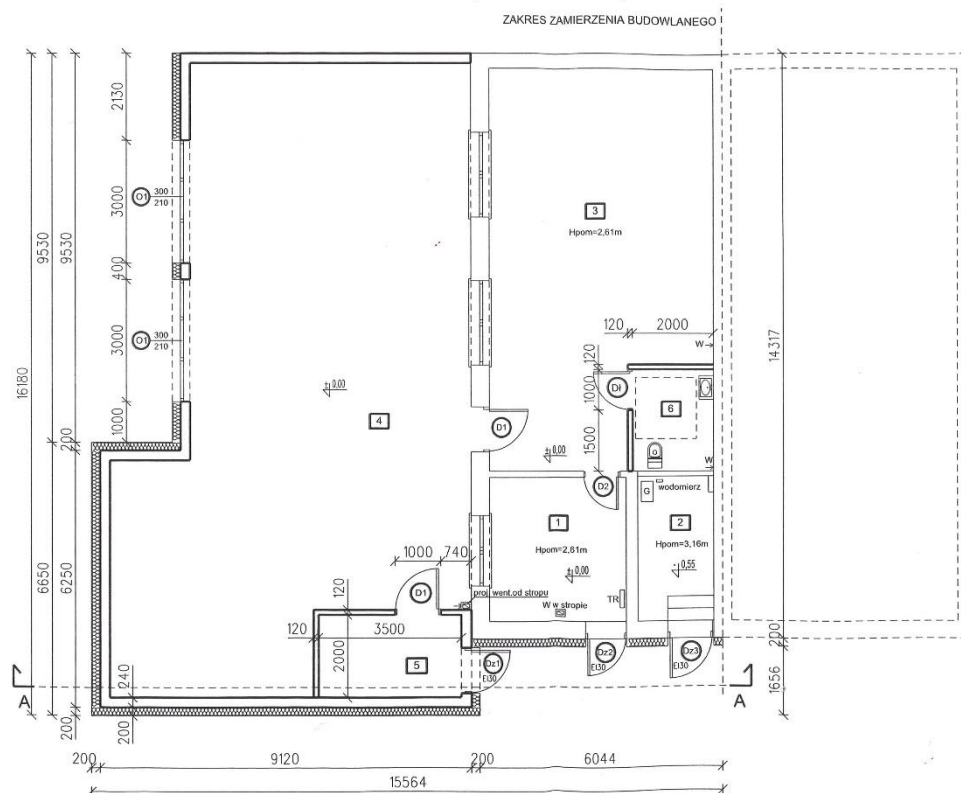 ZAKRES ZAMIERZENIA BUDOWLANEGO
2130
3000
400
3000
1000
9530
9530
16180
200
6650
6250
240
200
200
O1 300
210
O1 300
210
3
Hpom=2,61m
120 2000
W
120
1000
1500
Dł
6
14317
± 0,00
4
D1
± 0,00
D2
W
G wodomierz
1
Hpom=2,61m
± 0,00
2
Hpom=3,16m
-0,55
1000 740
D1
proj. went.od stropu
W w stropie
TR
120
120 3500
2000
5
Dz1
EI30
Dz2
EI30
Dz3
EI30
200
1656
A
A
200 9120 200 6044
15564